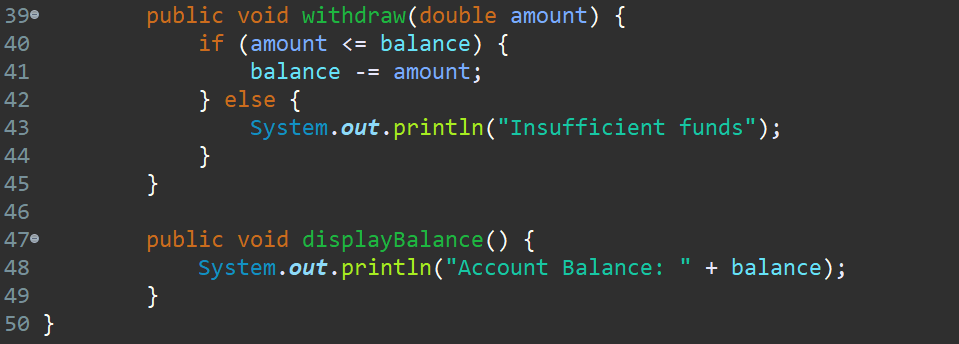 39 public void withdraw(double amount) {
40 if (amount <= balance) {
41 balance -= amount;
42 } else {
43 System.out.println("Insufficient funds");
44 }
45 }
46
47 public void displayBalance() {
48 System.out.println("Account Balance: " + balance);
49 }
50 }